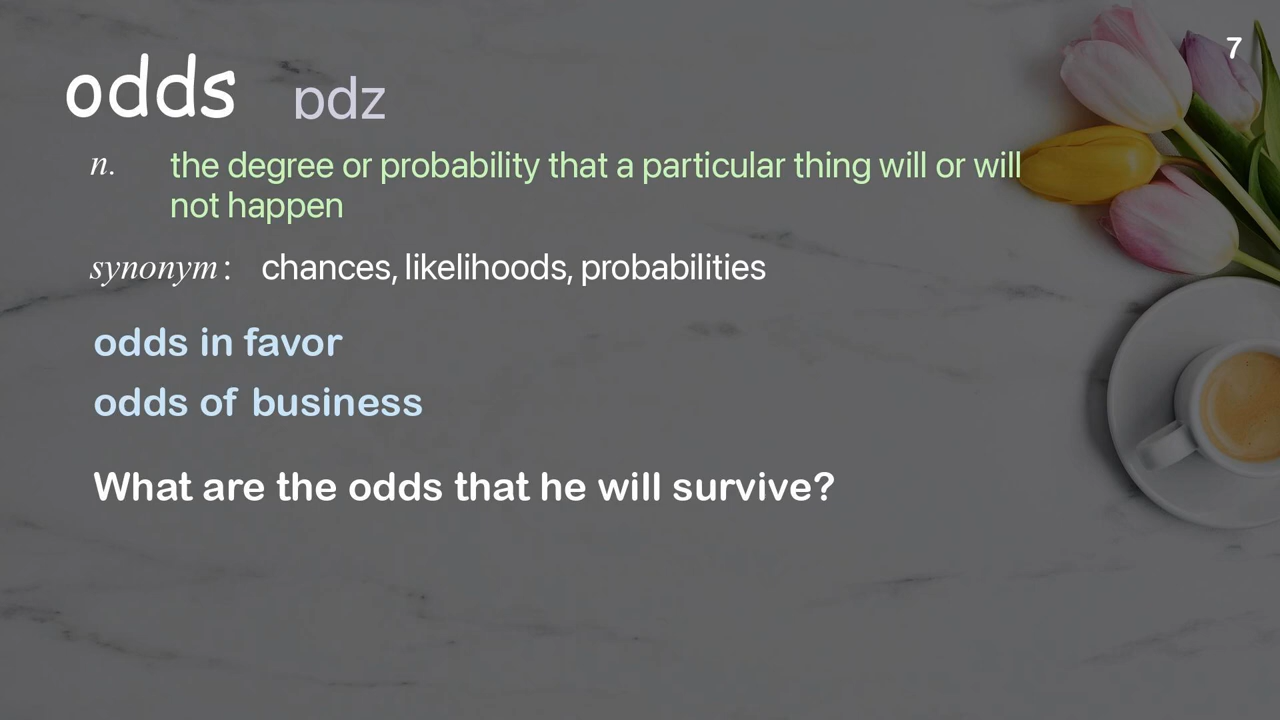 7
odds ɒdz
n. the degree or probability that a particular thing will or will
not happen
synonym: chances, likelihoods, probabilities
odds in favor
odds of business
What are the odds that he will survive?